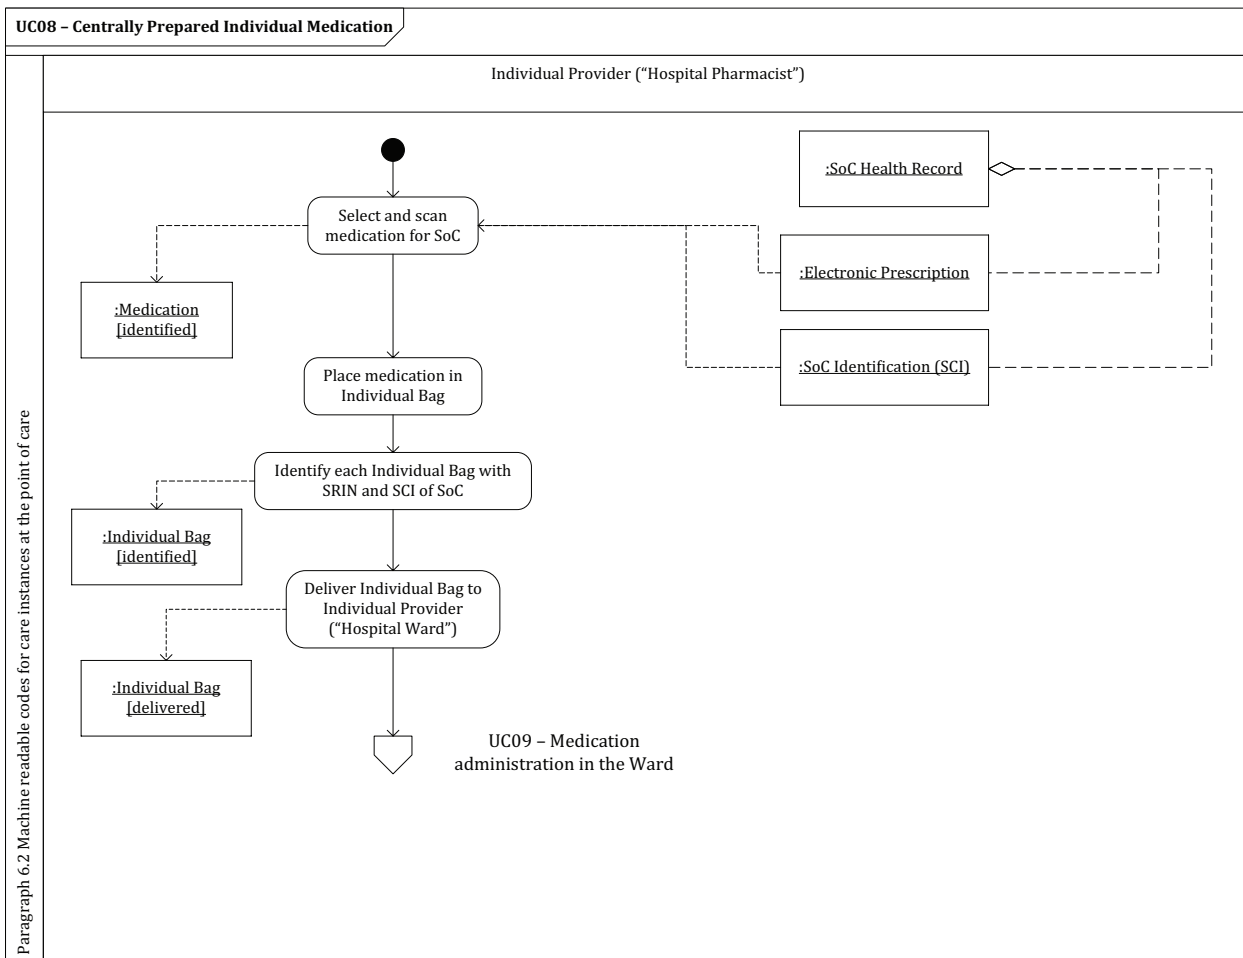 UC08 – Centrally Prepared Individual Medication
Individual Provider (“Hospital Pharmacist”)
Paragraph 6.2 Machine readable codes for care instances at the point of care
:SoC Health Record
Select and scan
medication for SoC
:Electronic Prescription
:Medication
[identified]
:SoC Identification (SCI)
Place medication in
Individual Bag
Identify each Individual Bag with
SRIN and SCI of SoC
:Individual Bag
[identified]
Deliver Individual Bag to
Individual Provider
(“Hospital Ward”)
:Individual Bag
[delivered]
UC09 – Medication
administration in the Ward